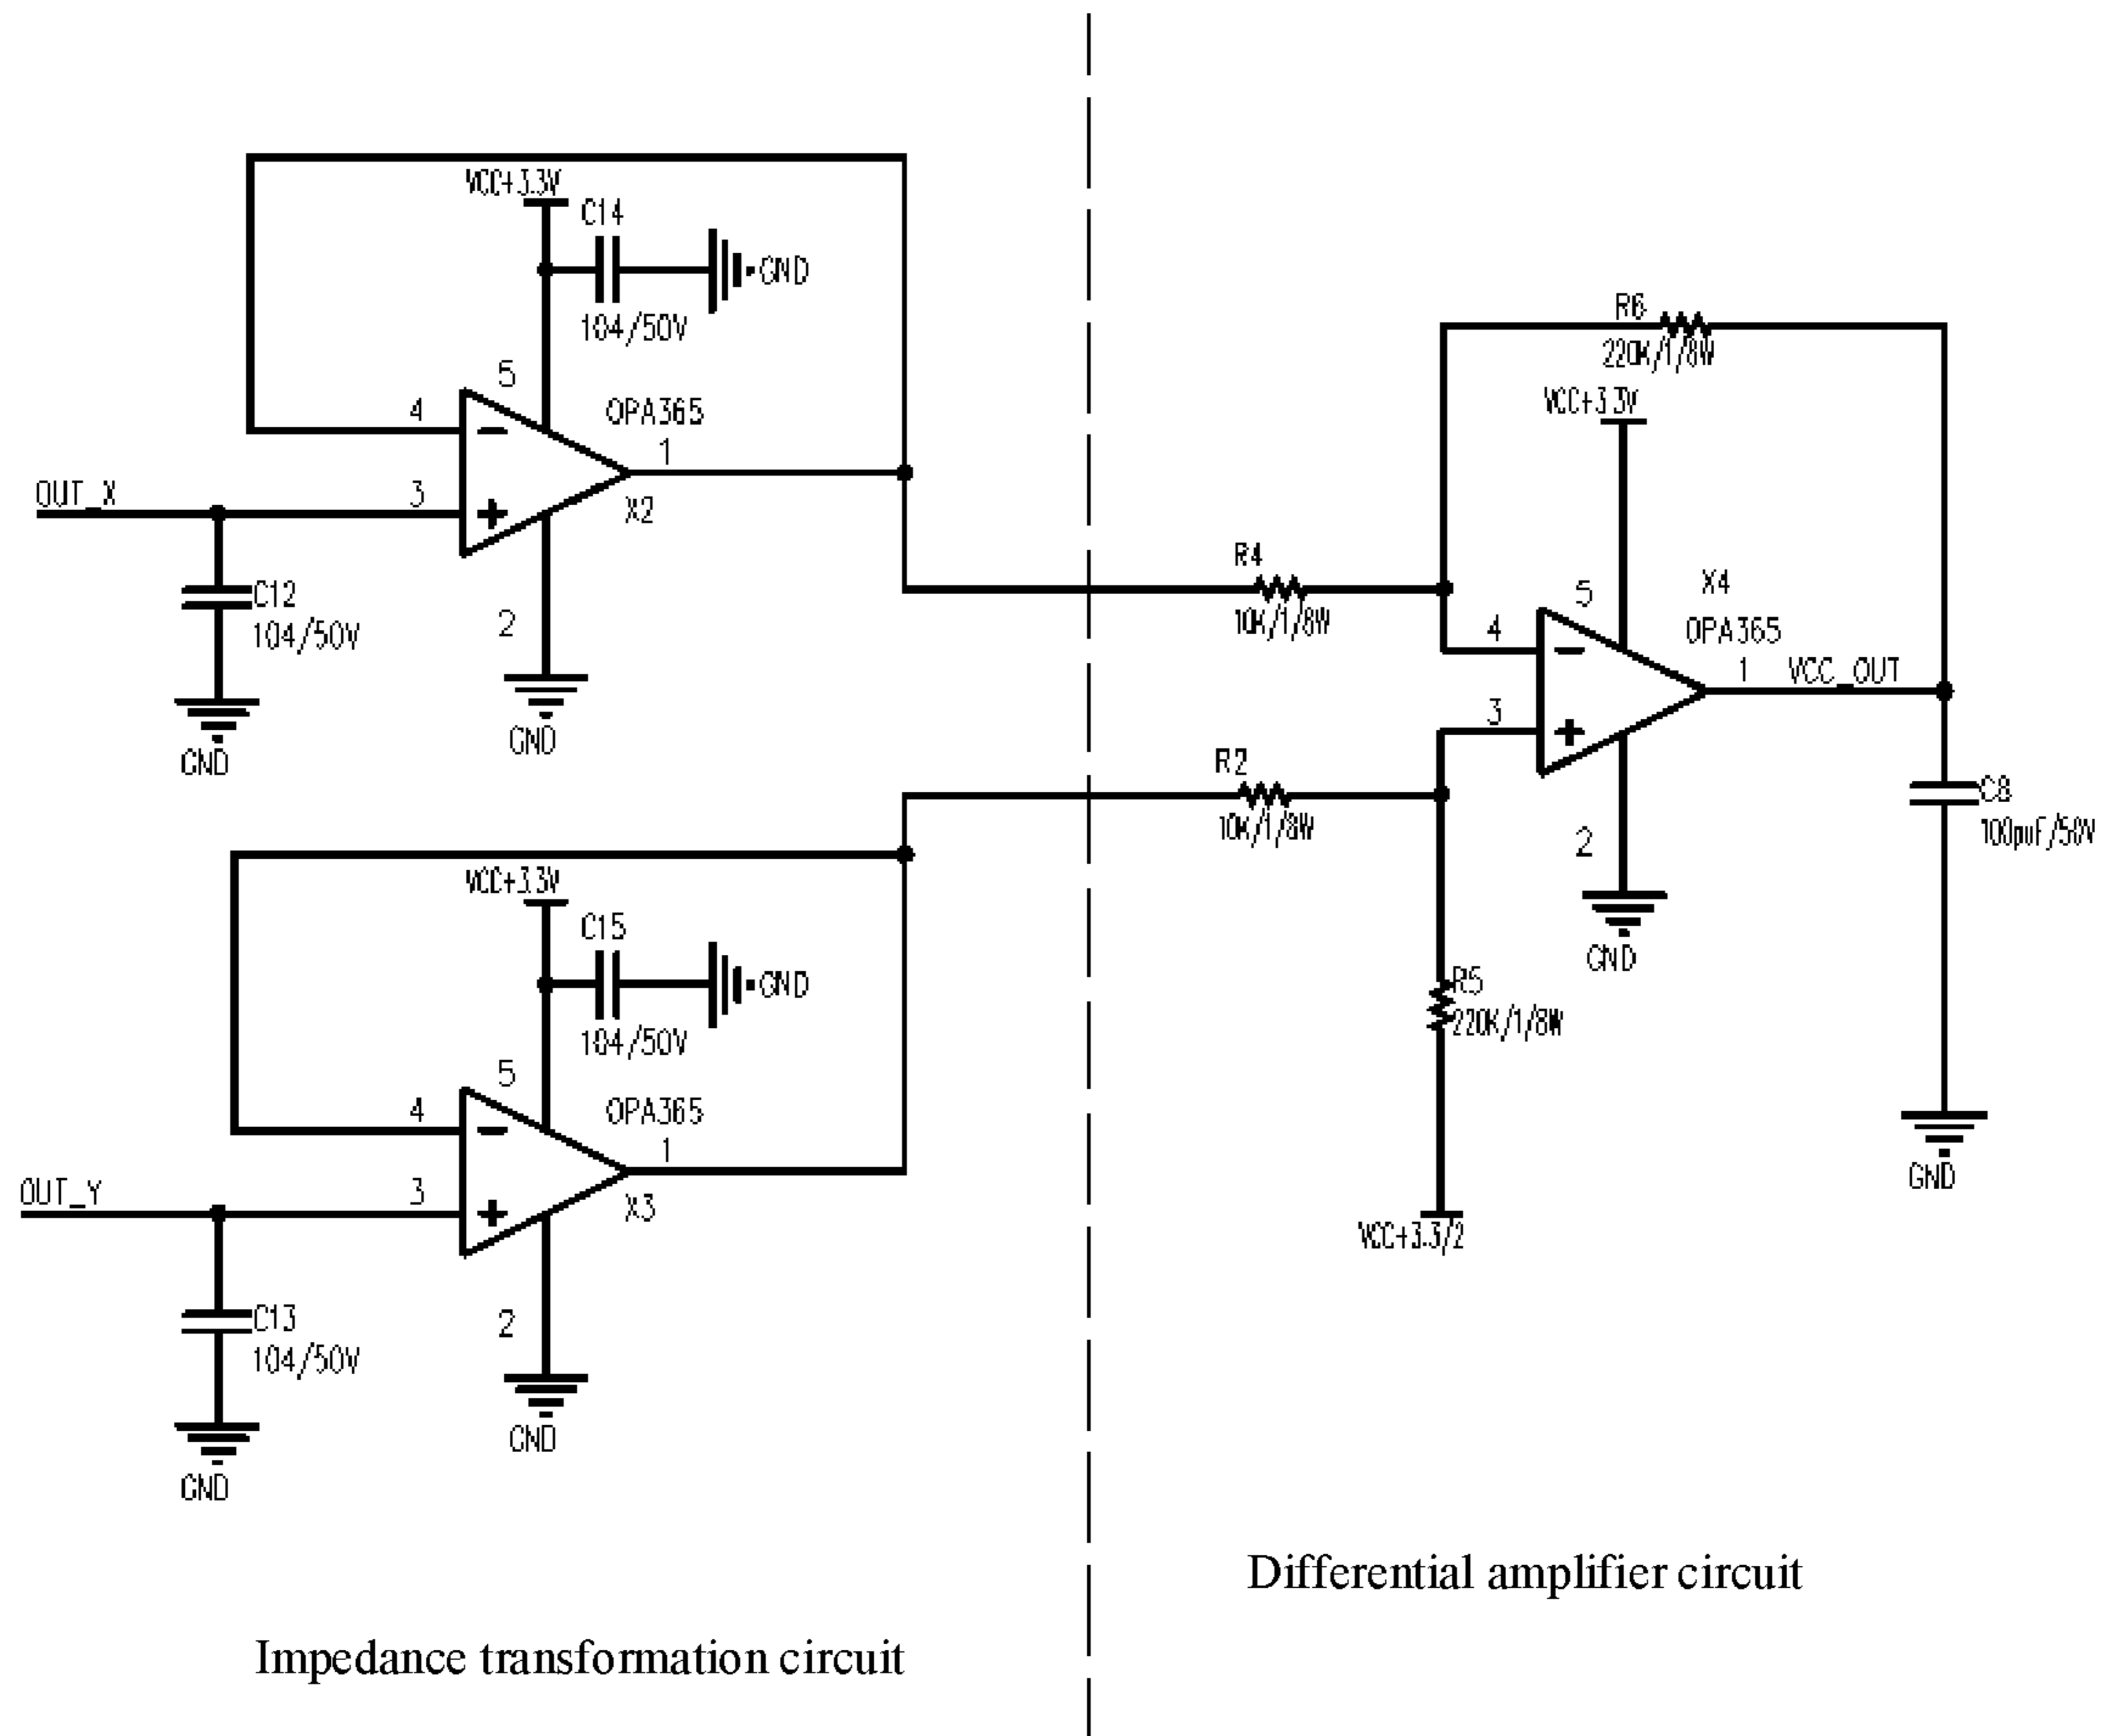 VCC+3.3V
C14
GND
104/50V
5
4
OPA365
1
OUT_X
3
X2
C12
104/50V
2
GND
GND
R6
220K/1/8W
VCC+3.3V
R4
10K/1/8W
5
X4
4
OPA365
1
VCC_OUT
3
R2
10K/1/8W
2
C8
GND
R5
220K/1/8W
VCC+3.3/2
GND
VCC+3.3V
C15
GND
104/50V
5
4
OPA365
1
OUT_Y
3
X3
C13
104/50V
2
GND
GND
Differential amplifier circuit
Impedance transformation circuit